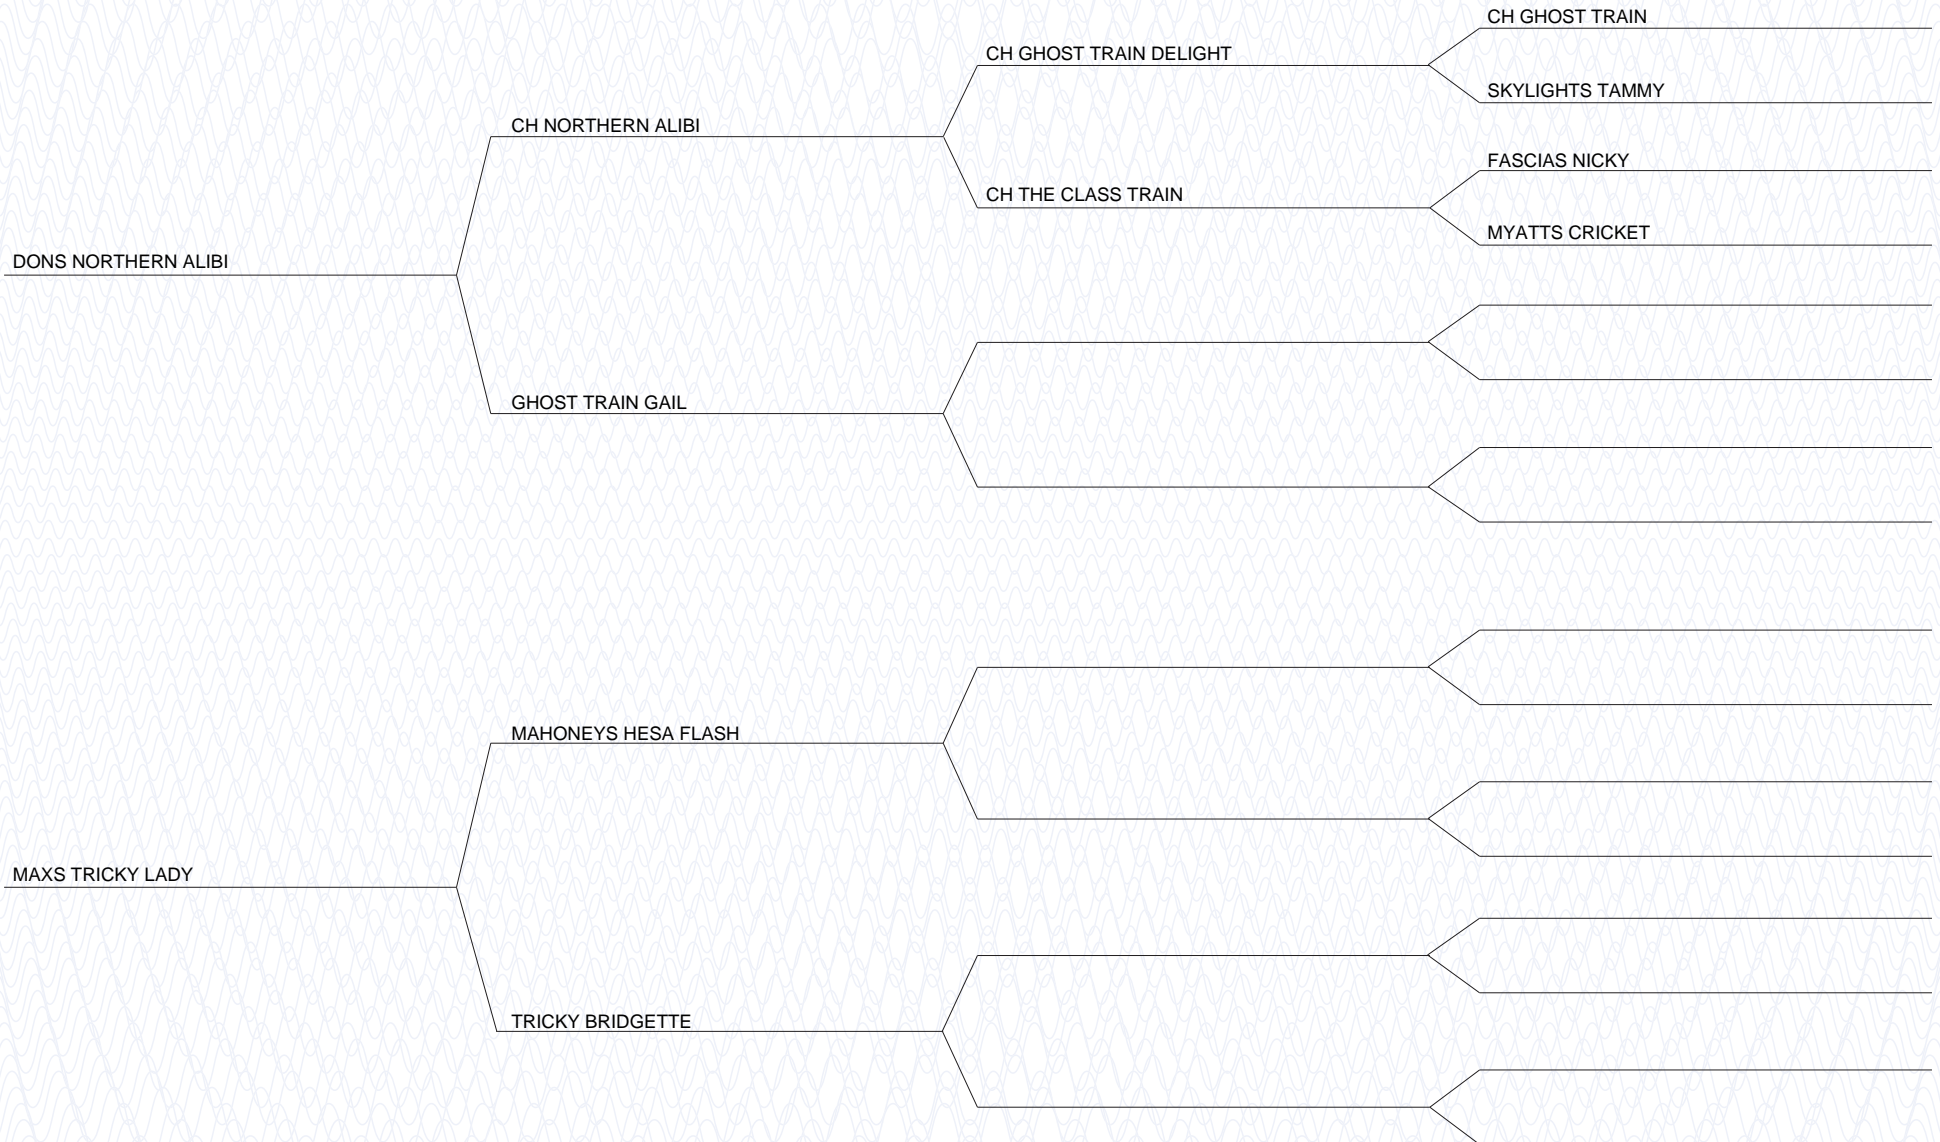 CH GHOST TRAIN
CH GHOST TRAIN DELIGHT
SKYLIGHTS TAMMY
CH NORTHERN ALIBI
FASCIAS NICKY
CH THE CLASS TRAIN
MYATTS CRICKET
DONS NORTHERN ALIBI
GHOST TRAIN GAIL
MAHONEYS HESA FLASH
MAXS TRICKY LADY
TRICKY BRIDGETTE